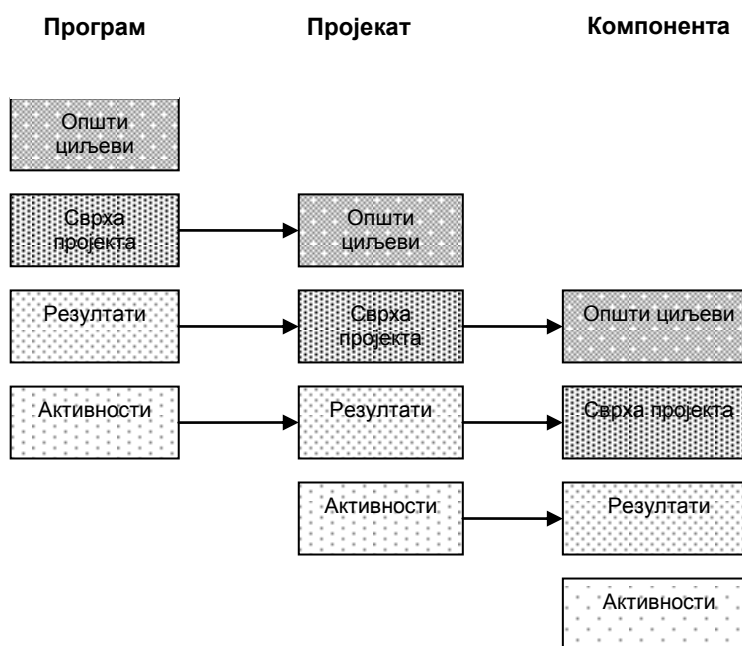 Програм Пројекат Компонента
Општи
циљеви
Сврха
пројекта
Општи
циљеви
Резултати
Сврха
пројекта
Општи циљеви
Активности
Резултати
Сврха пројекта
Активности
Резултати
Активности